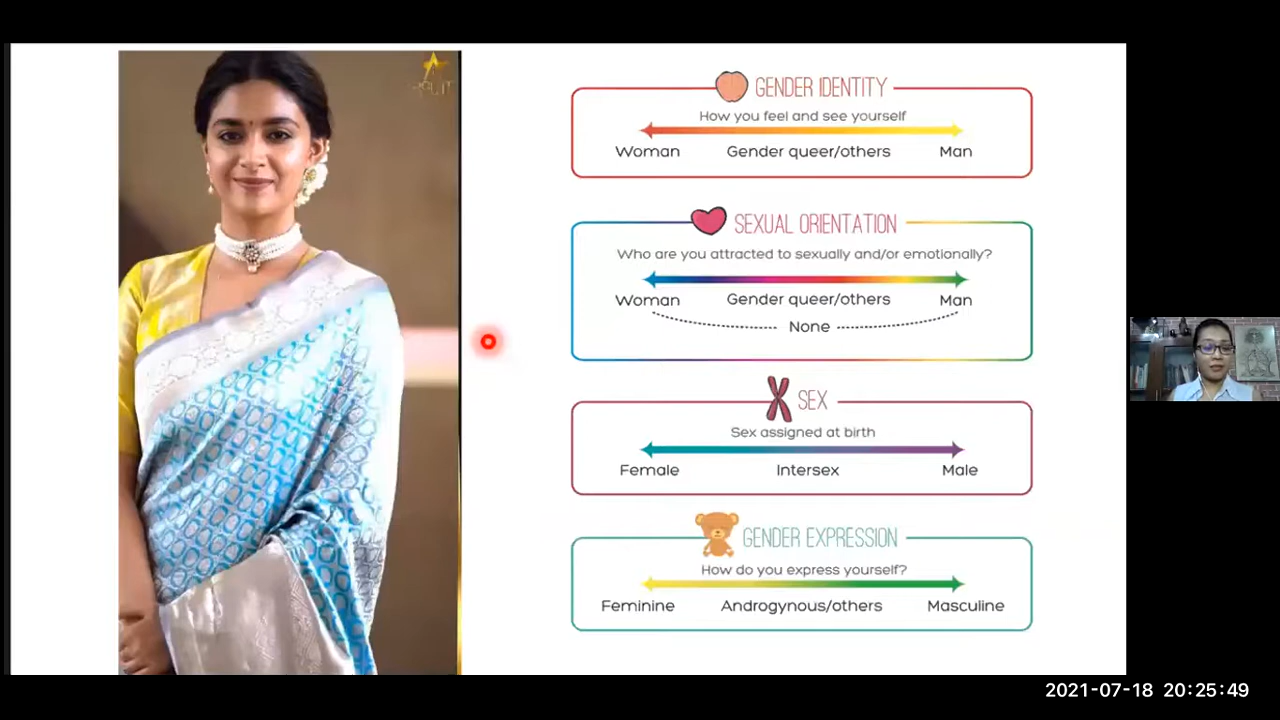 GENDER IDENTITY
How you feel and see yourself
Woman Gender queer/others Man
SEXUAL ORIENTATION
Who are you attracted to sexually and/or emotionally?
Woman Gender queer/others Man
None
SEX
Sex assigned at birth
Female Intersex Male
GENDER EXPRESSION
How do you express yourself?
Feminine Androgynous/others Masculine
2021-07-18 20:25:49